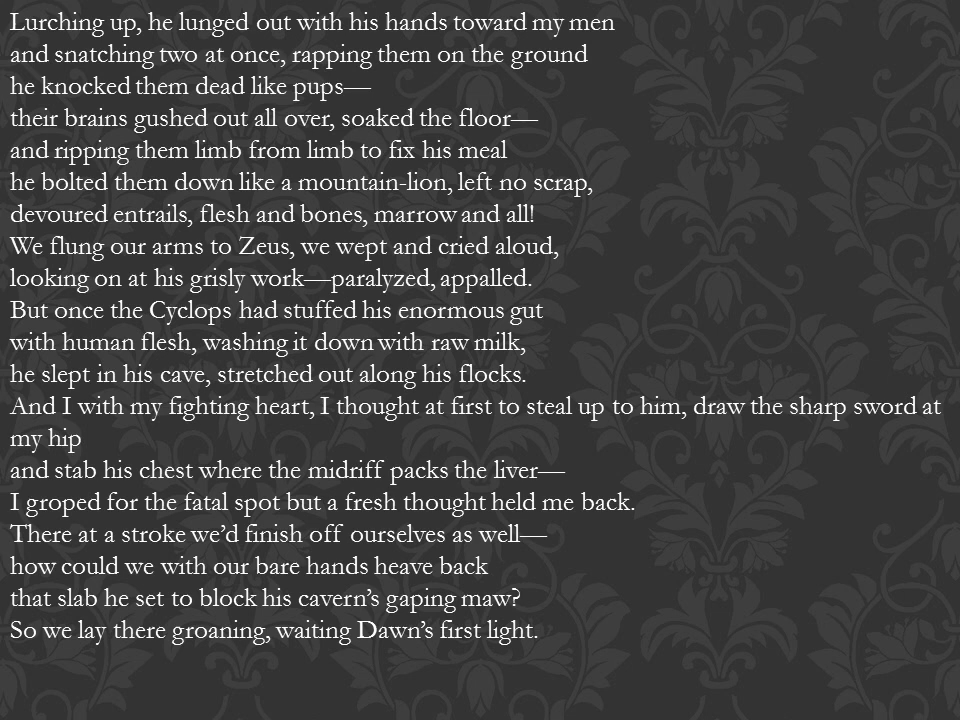 Lurching up, he lunged out with his hands toward my men
and snatching two at once, rapping them on the ground
he knocked them dead like pups—
their brains gushed out all over, soaked the floor—
and ripping them limb from limb to fix his meal
he bolted them down like a mountain-lion, left no scrap,
devoured entrails, flesh and bones, marrow and all!
We flung our arms to Zeus, we wept and cried aloud,
looking on at his grisly work—paralyzed, appalled.
But once the Cyclops had stuffed his enormous gut
with human flesh, washing it down with raw milk,
he slept in his cave, stretched out along his flocks.
And I with my fighting heart, I thought at first to steal up to him, draw the sharp sword at
my hip
and stab his chest where the midriff packs the liver—
I groped for the fatal spot but a fresh thought held me back.
There at a stroke we’d finish off ourselves as well—
how could we with our bare hands heave back
that slab he set to block his cavern’s gaping maw?
So we lay there groaning, waiting Dawn’s first light.